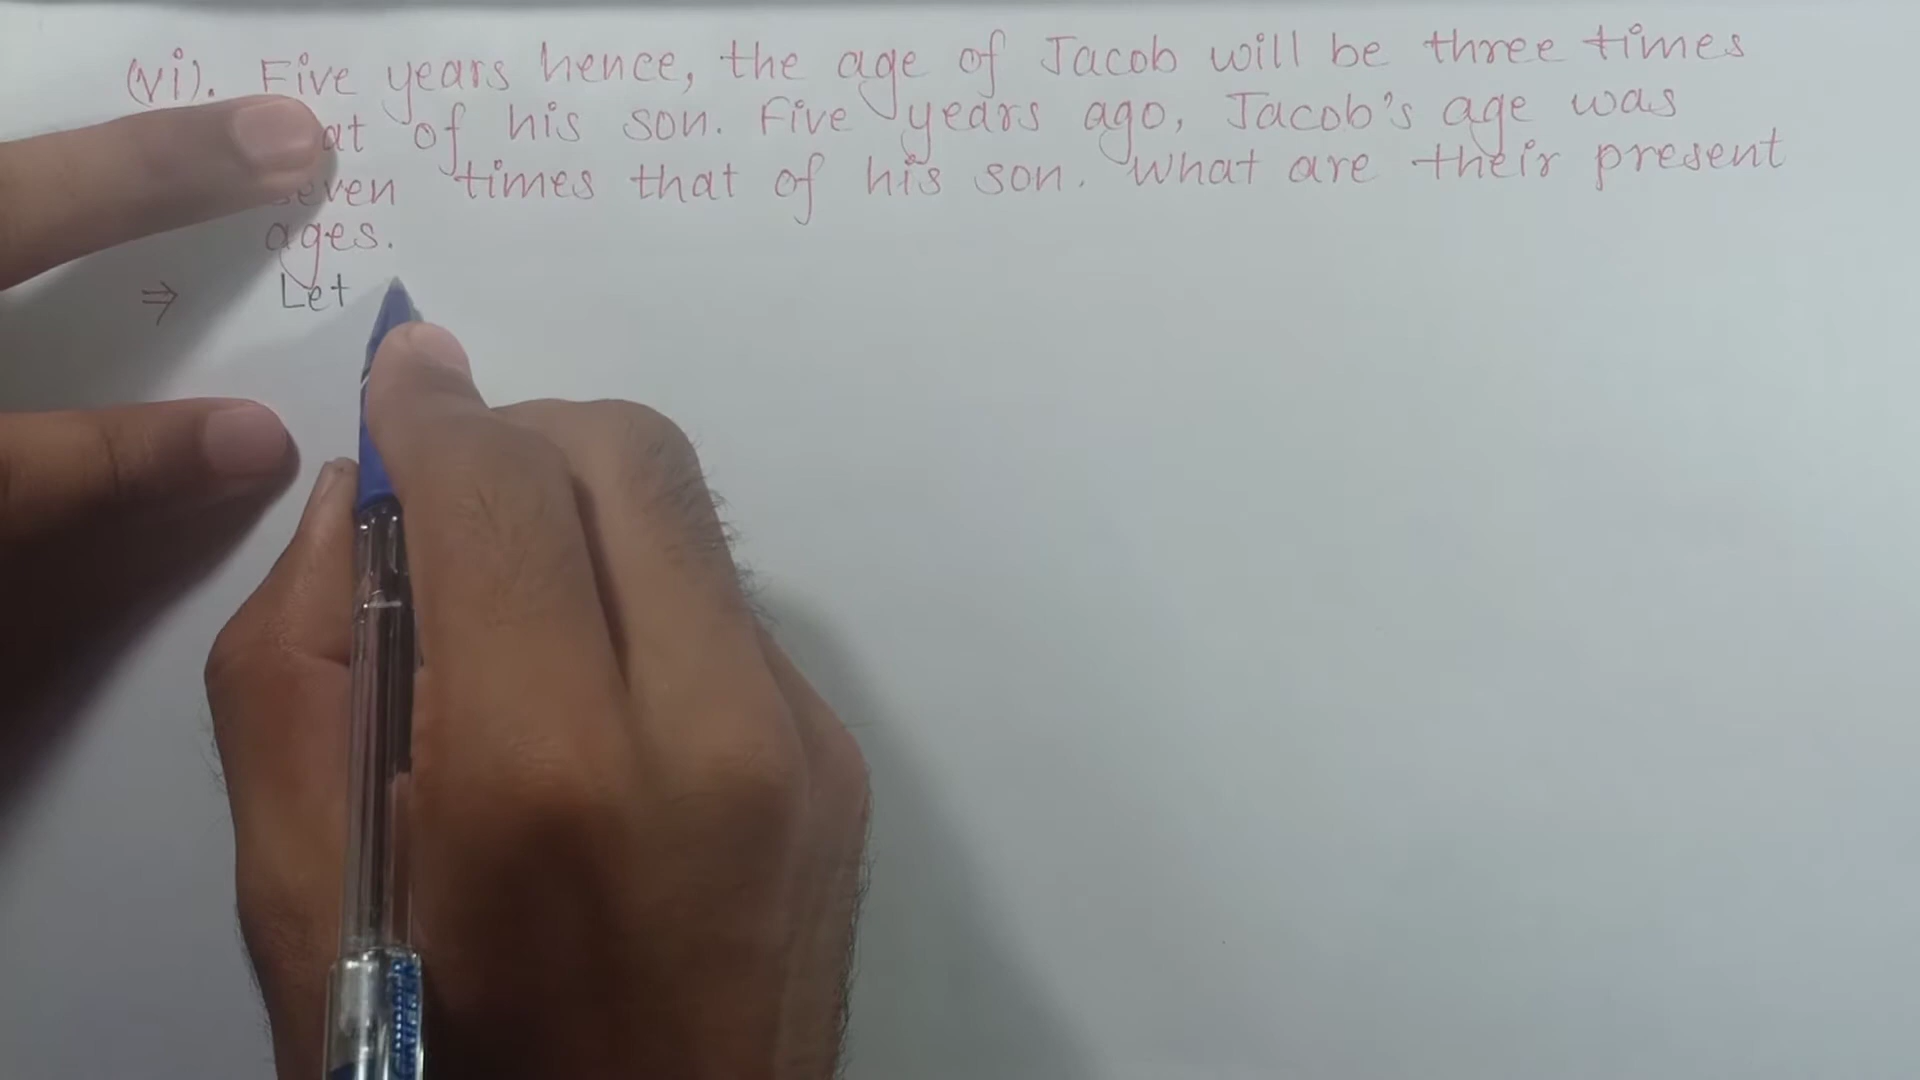 (vi). Five years hence, the age of Jacob will be three times
at of his son. Five years ago, Jacob's age was
seven times that of his son. What are their present
ages.
⇒ Let